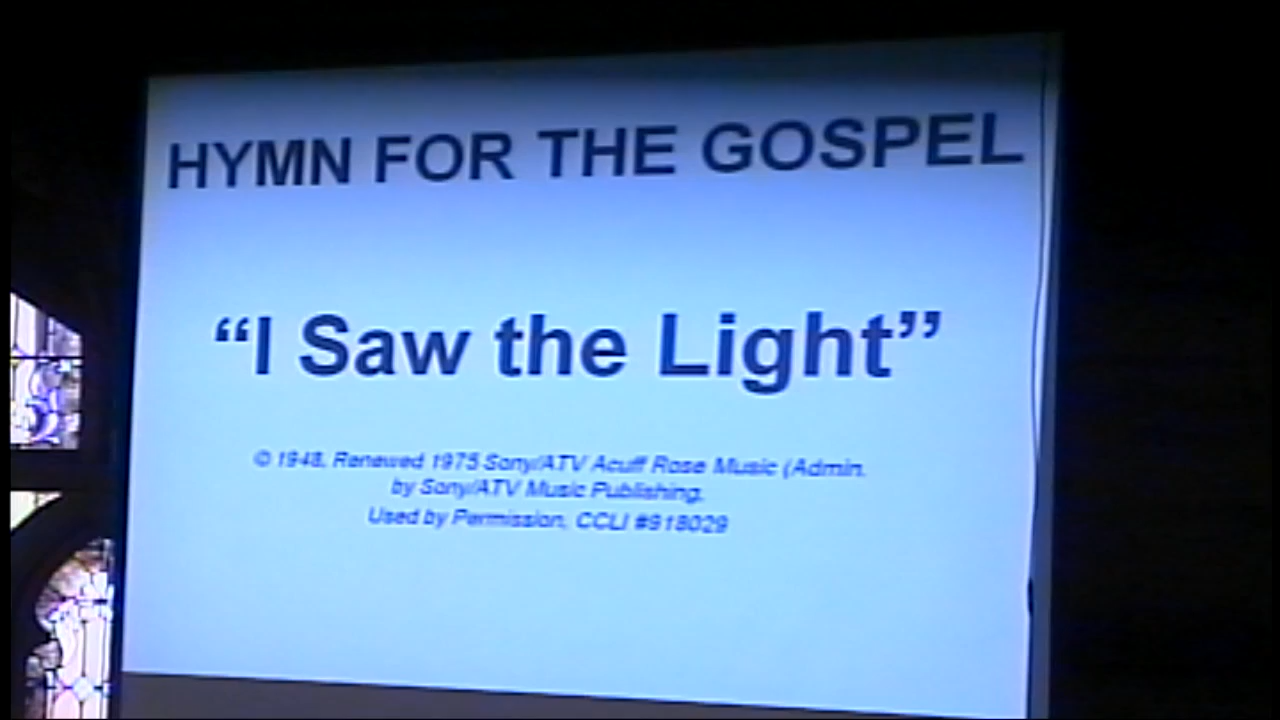 HYMN FOR THE GOSPEL
“I Saw the Light”
© 1948, Renewed 1975 Sony/ATV Acuff Rose Music (Admin.
by Sony/ATV Music Publishing,
Used by Permission, CCLI #918029